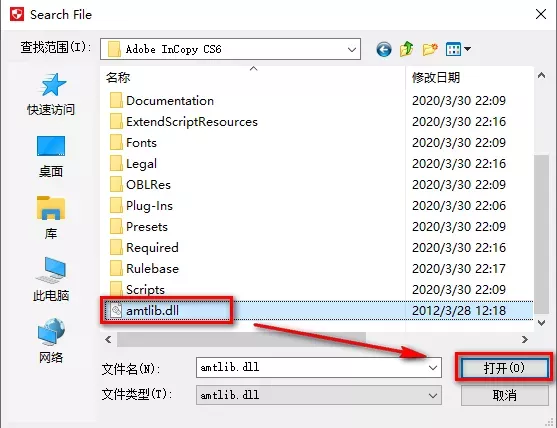 Search File
查找范围(I):
Adobe InCopy CS6
名称
修改日期
Documentation
2020/3/30 22:09
ExtendScriptResources
2020/3/30 22:16
Fonts
2020/3/30 22:09
Legal
2020/3/30 22:16
OBLRes
2020/3/30 22:09
Plug-Ins
2020/3/30 22:06
Presets
2020/3/30 22:09
Required
2020/3/30 22:16
Rulebase
2020/3/30 22:17
Scripts
2020/3/30 22:09
amtlib.dll
2012/3/28 12:18
快速访问
桌面
库
此电脑
网络
文件名(N):
amtlib.dll
打开(O)
文件类型(T):
amtlib.dll
取消